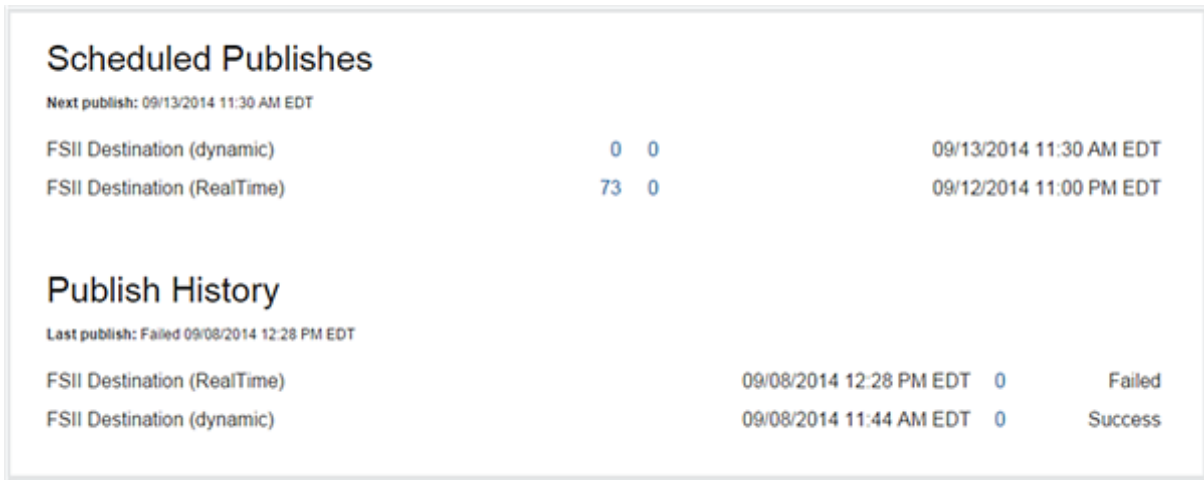 Scheduled Publishes
Next publish: 09/13/2014 11:30 AM EDT
FSII Destination (dynamic) 0 0 09/13/2014 11:30 AM EDT
FSII Destination (RealTime) 73 0 09/12/2014 11:00 PM EDT
Publish History
Last publish: Failed 09/08/2014 12:28 PM EDT
FSII Destination (RealTime) 09/08/2014 12:28 PM EDT 0 Failed
FSII Destination (dynamic) 09/08/2014 11:44 AM EDT 0 Success